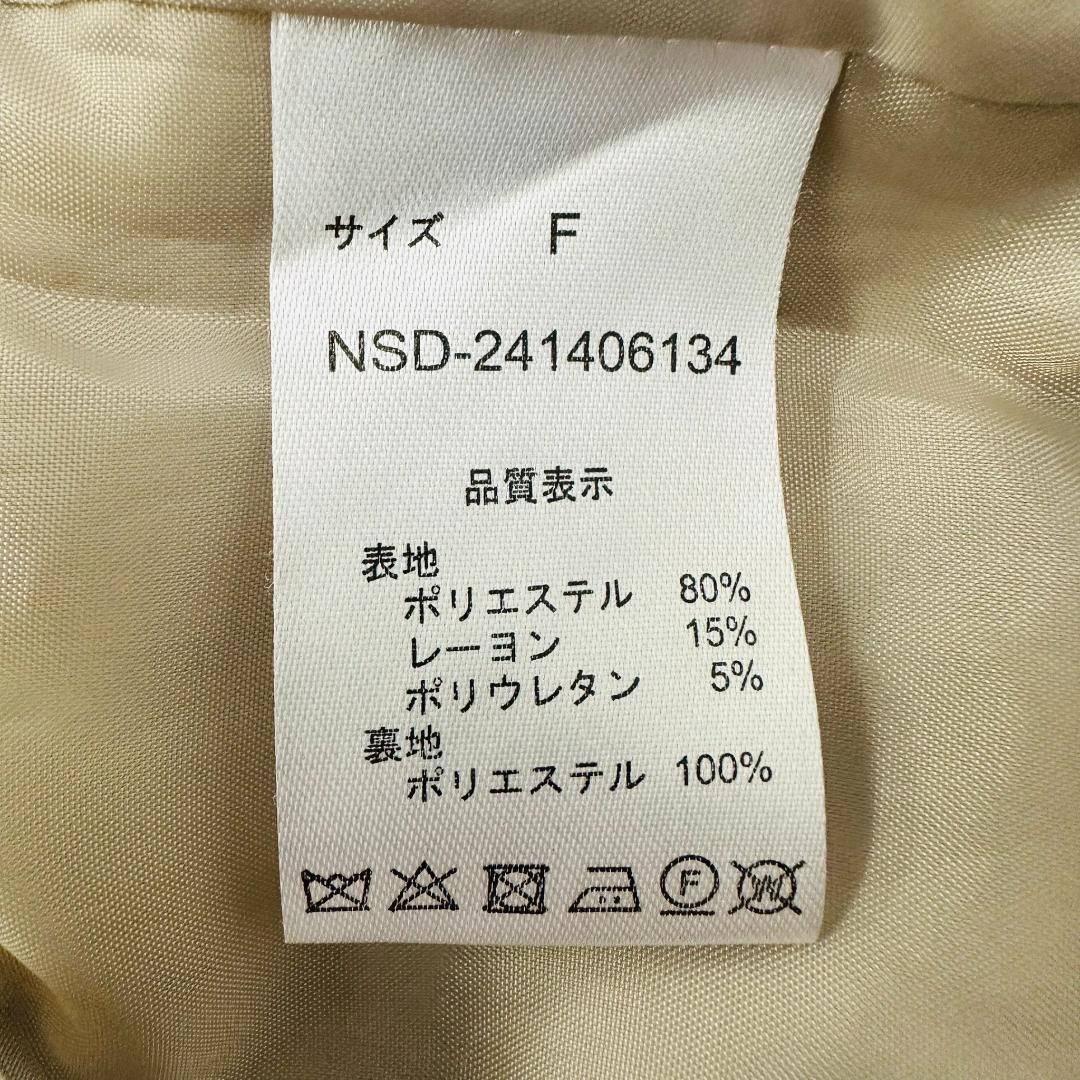 サイズ F
NSD-241406134
品質表示
表地
ポリエステル 80%
レーヨン 15%
ポリウレタン 5%
裏地
ポリエステル 100%
F W